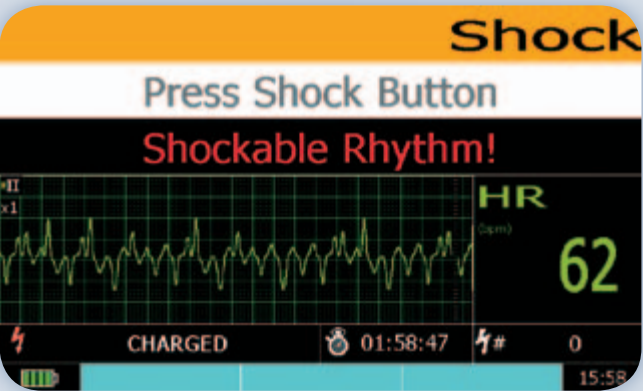 Shock
Press Shock Button
Shockable Rhythm!
II
x1
HR
(bpm)
62
CHARGED
01:58:47
#
0
15:58